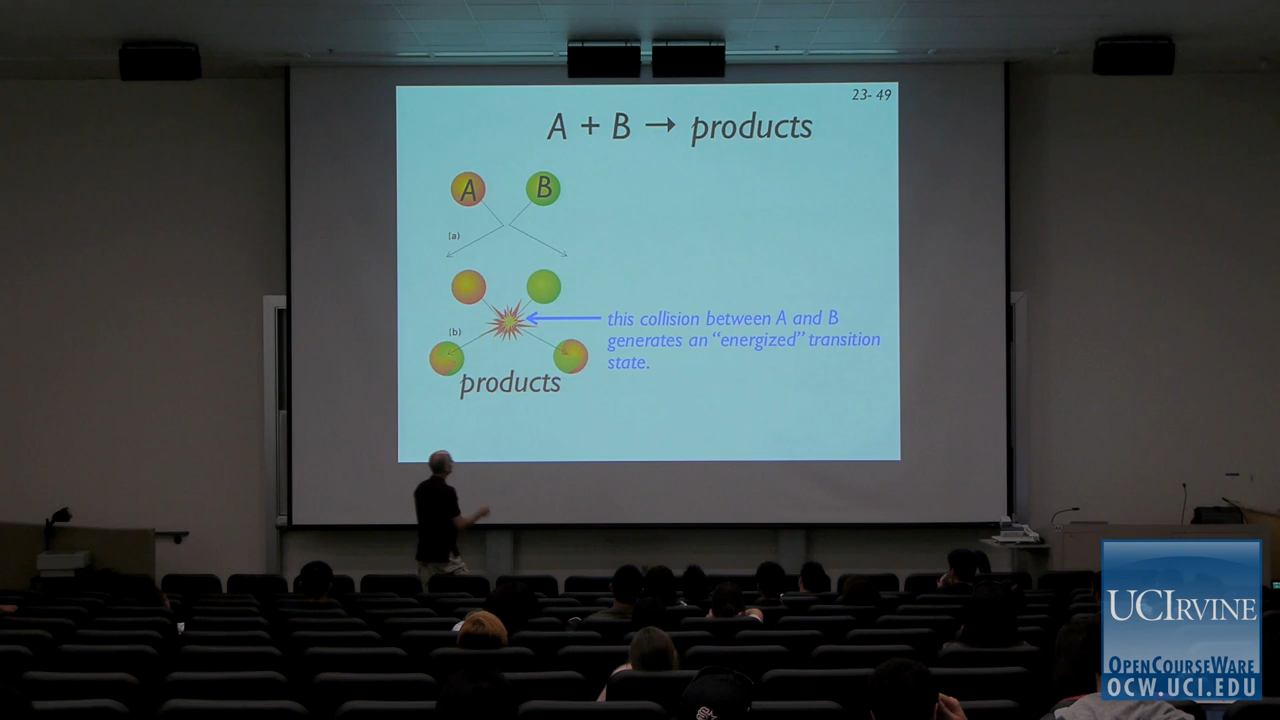 23- 49
A + B → products
A
B
(a)
(b)
this collision between A and B
generates an “energized” transition
state.
products
UCIRVINE
OPENCOURSEWARE
OCW.UCI.EDU